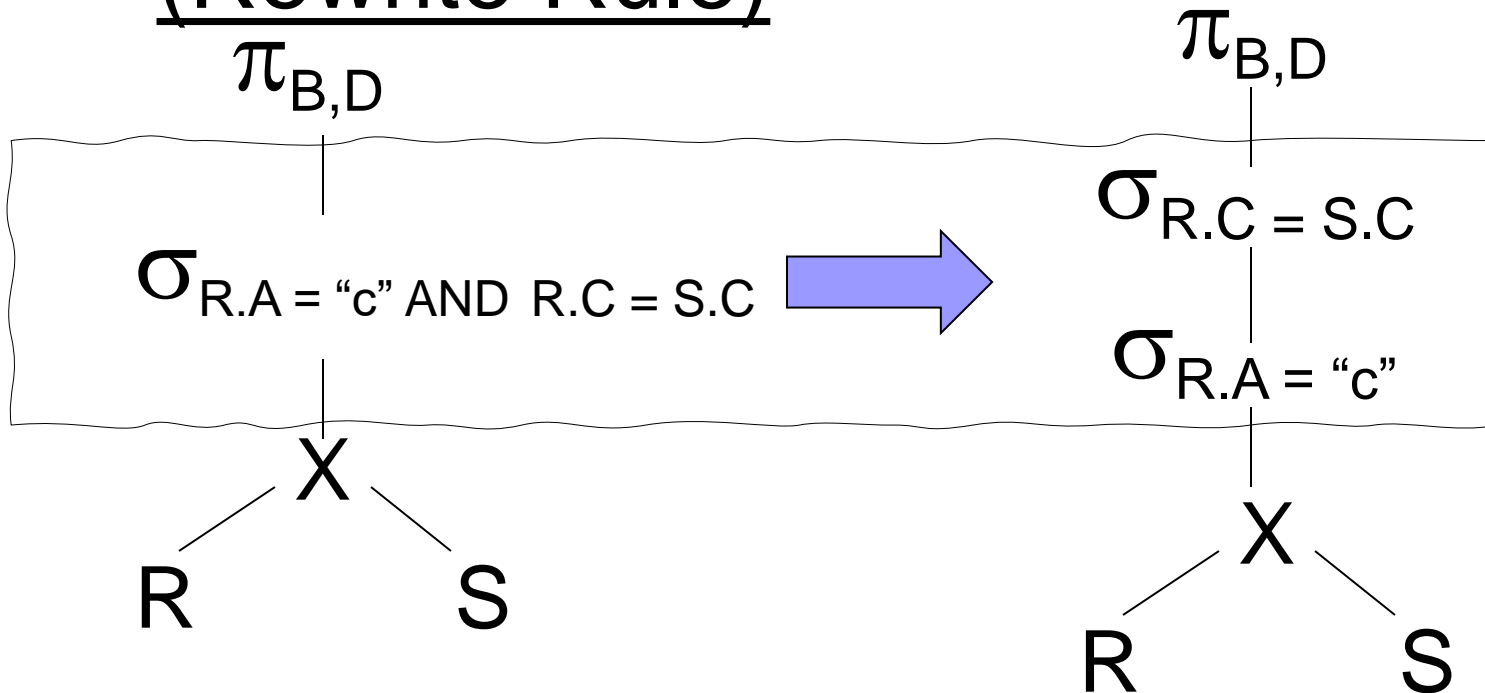 (Rewrite Rule)
π B,D
σ R.A = “c” AND R.C = S.C
X
R S
π B,D
σ R.C = S.C
σ R.A = “c”
X
R S